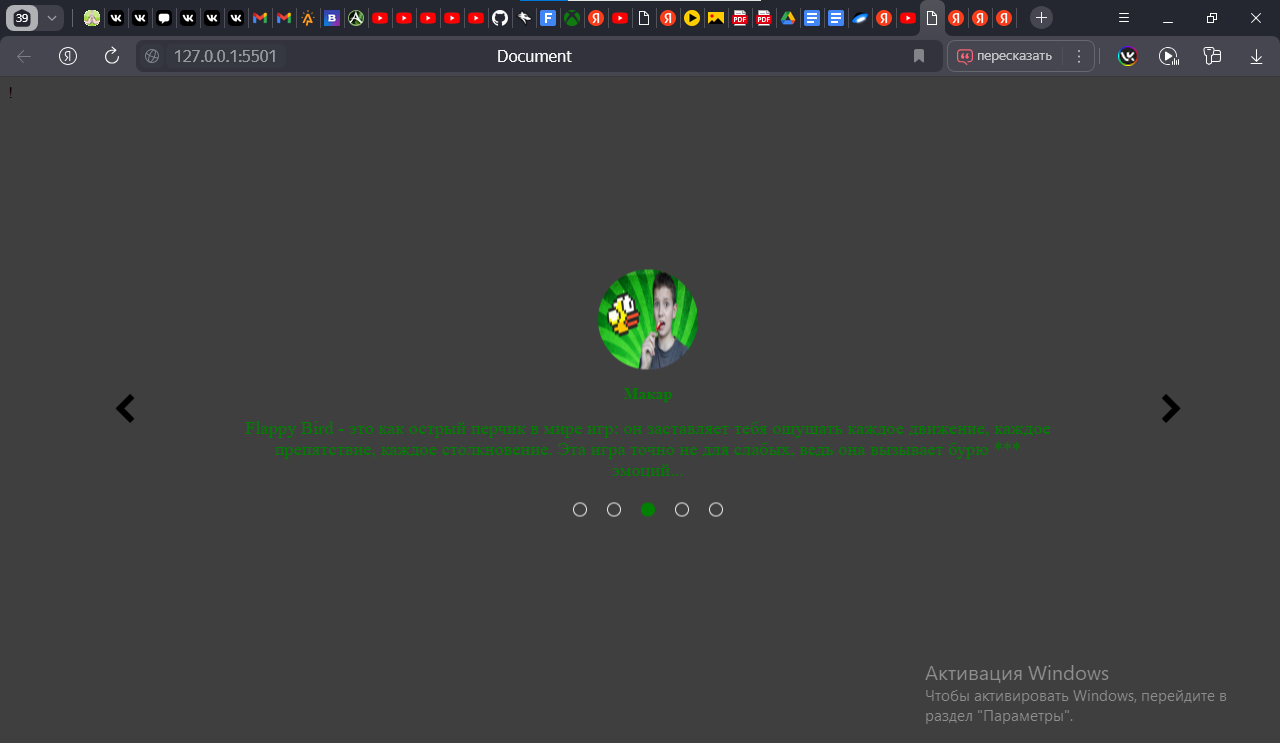 39
127.0.0.1:5501
Document
пересказать
!
Макар
Flappy Bird - это как острый перчик в мире игр: он заставляет тебя ощущать каждое движение, каждое
препятствие, каждое столкновение. Эта игра точно не для слабых, ведь она вызывает бурю ***
эмоций...
Активация Windows
Чтобы активировать Windows, перейдите в
раздел "Параметры".